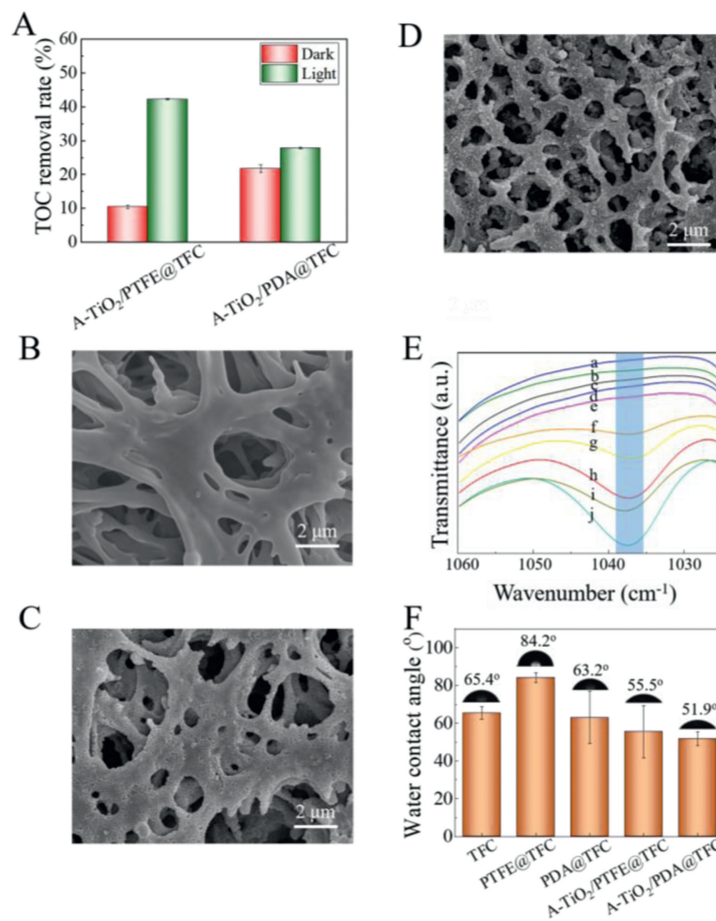 A
TOC removal rate (%)
60
50
40
30
20
10
0
Dark
Light
A-TiO₂/PTFE@TFC
A-TiO₂/PDA@TFC
B
2 μm
C
2 μm
D
2 μm
2 μm
E
Transmittance (a.u.)
a
b
c
d
e
f
g
h
i
j
1060
1050
1040
1030
Wavenumber (cm⁻¹)
F
Water contact angle (°)
100
80
60
40
20
0
65.4°
84.2°
63.2°
55.5°
51.9°
TFC
PTFE@TFC
PDA@TFC
A-TiO₂/PTFE@TFC
A-TiO₂/PDA@TFC